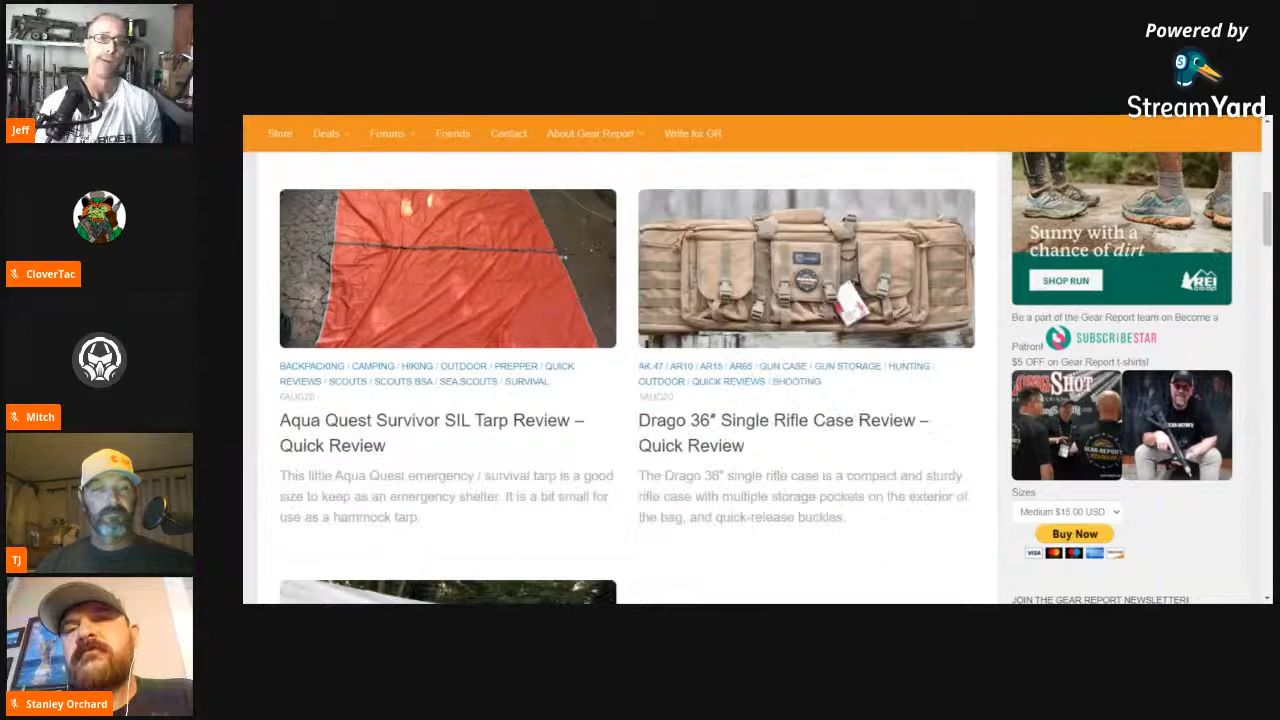 Powered by
StreamYard
Jeff
CloverTac
Mitch
TJ
Stanley Orchard
Store Deals Forums Friends Contact About Gear Report Write for GR
BACKPACKING / CAMPING / HIKING / OUTDOOR / PREPPER / QUICK
REVIEWS / SCOUTS / SCOUTS BSA / SEA SCOUTS / SURVIVAL
6AUG20
Aqua Quest Survivor SIL Tarp Review –
Quick Review
This little Aqua Quest emergency / survival tarp is a good
size to keep as an emergency shelter. It is a bit small for
use as a hammock tarp.
AK 47 / AR10 / AR15 / AR65 / GUN CASE / GUN STORAGE / HUNTING /
OUTDOOR / QUICK REVIEWS / SHOOTING
5AUG20
Drago 36″ Single Rifle Case Review –
Quick Review
The Drago 36″ single rifle case is a compact and sturdy
rifle case with multiple storage pockets on the exterior of
the bag, and quick-release buckles.
Sunny with a
chance of dirt
SHOP RUN
REI
co-op
Be a part of the Gear Report team on Become a
Patron!
SUBSCRIBESTAR
$5 OFF on Gear Report t-shirts!
Sizes
Medium $15.00 USD
Buy Now
VISA
JOIN THE GEAR REPORT NEWSLETTER!